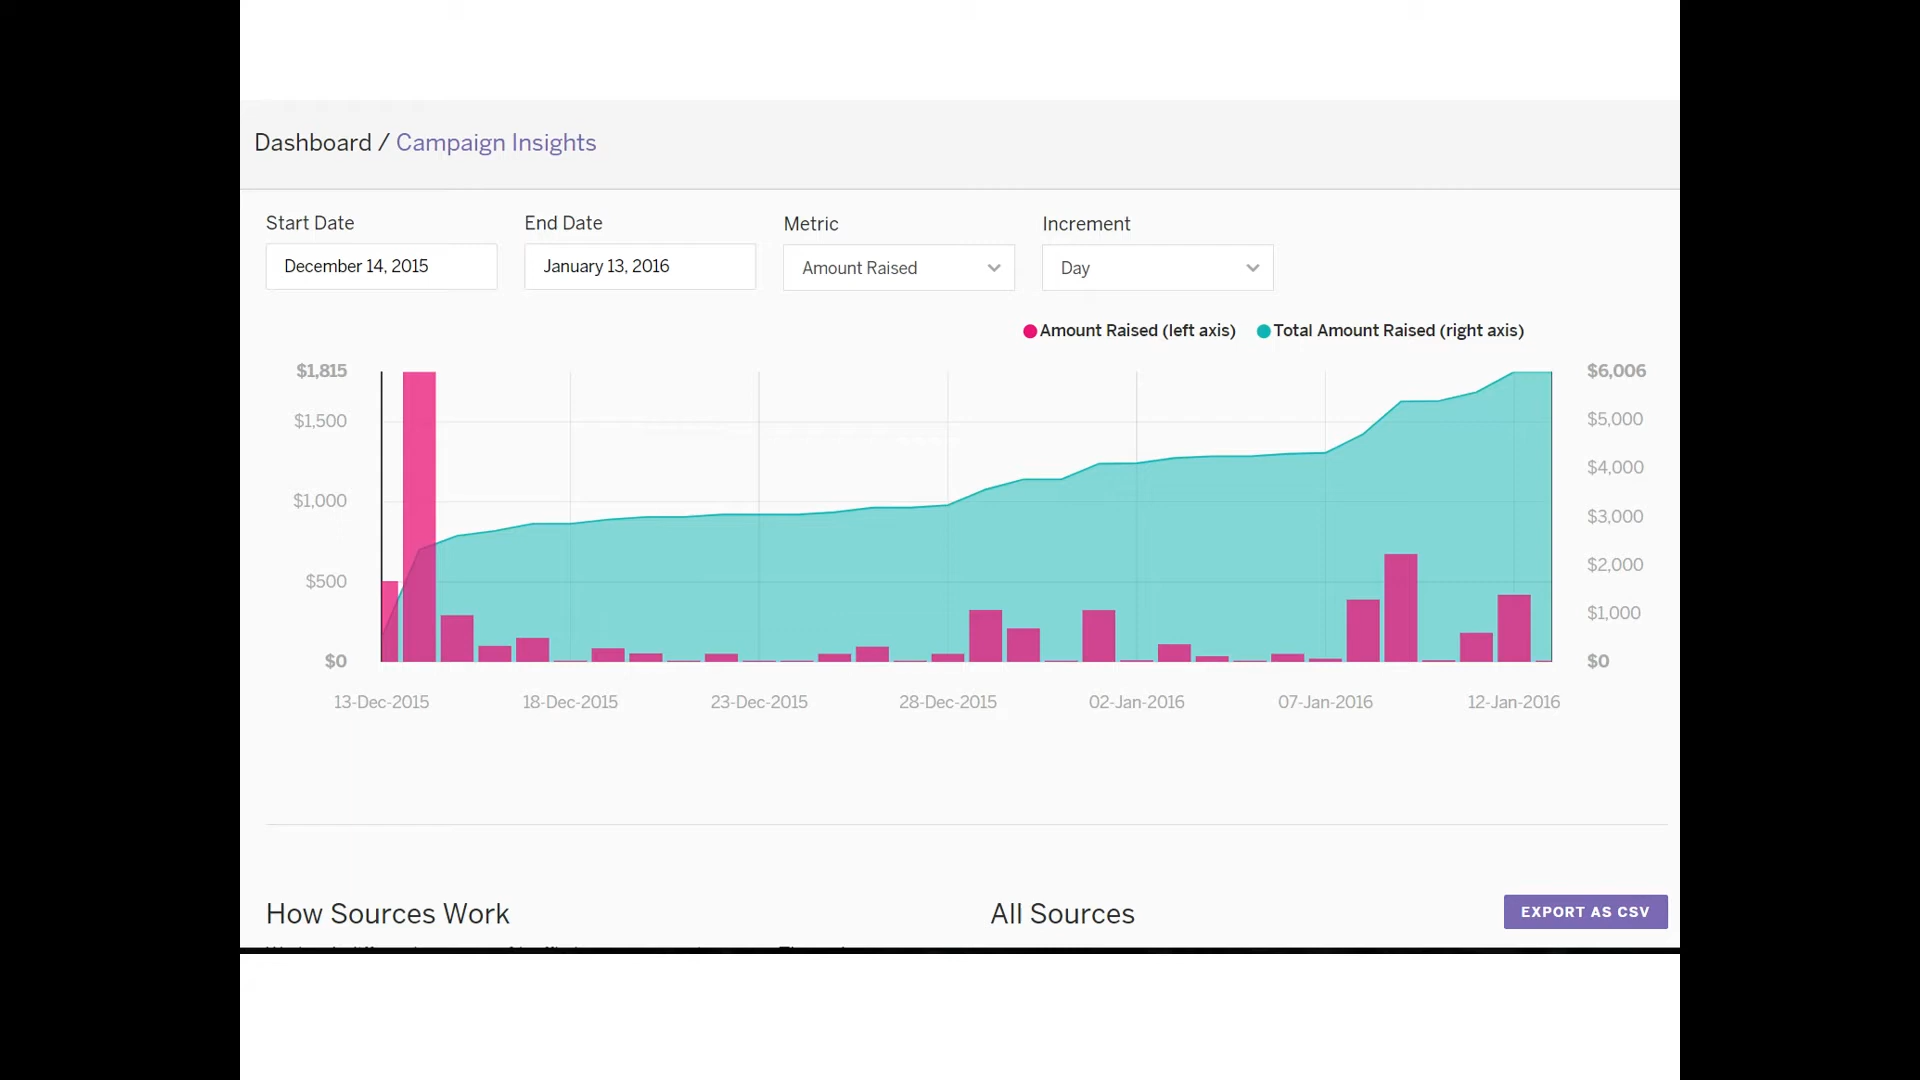 Dashboard / Campaign Insights
Start Date
End Date
Metric
Increment
December 14, 2015
January 13, 2016
Amount Raised
Day
Amount Raised (left axis)
Total Amount Raised (right axis)
$1,815
$1,500
$1,000
$500
$0
$6,006
$5,000
$4,000
$3,000
$2,000
$1,000
$0
13-Dec-2015
18-Dec-2015
23-Dec-2015
28-Dec-2015
02-Jan-2016
07-Jan-2016
12-Jan-2016
How Sources Work
All Sources
EXPORT AS CSV